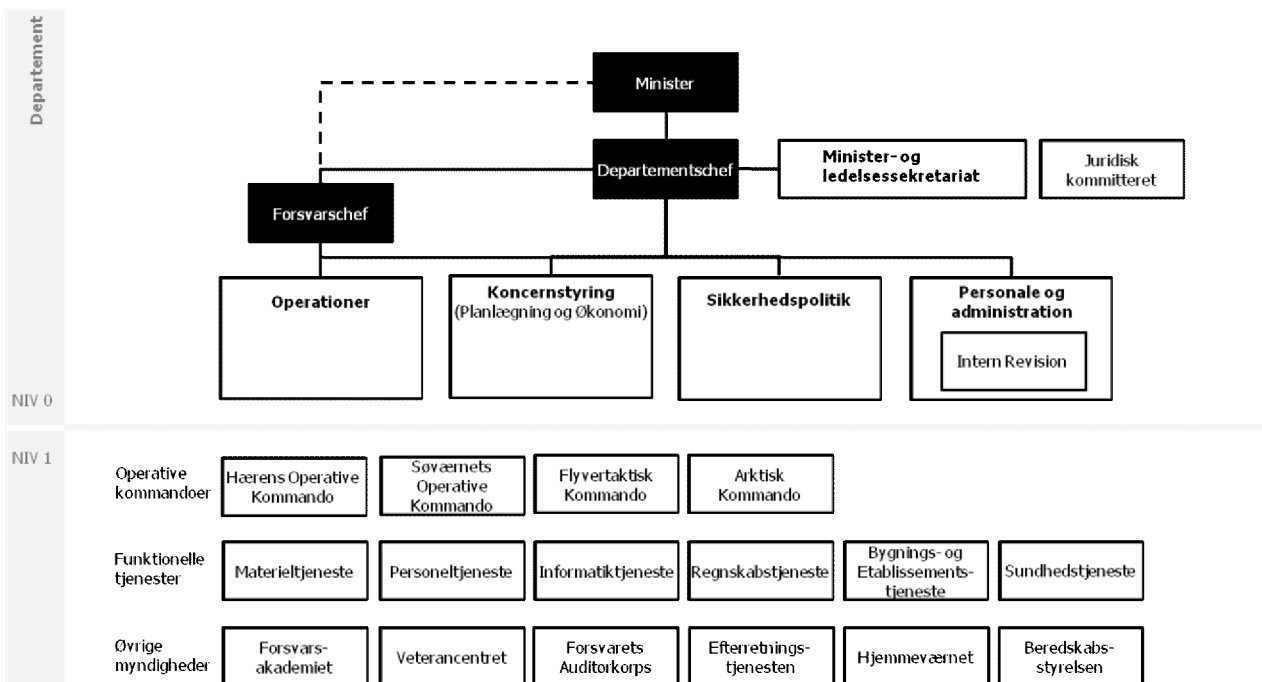 Departement
Minister
Departementschef
Minister- og
ledelsessekretariat
Juridisk
kommitteret
Forsvarschef
Operationer
Koncernstyring
(Planlægning og Økonomi)
Sikkerhedspolitik
Personale og
administration
Intern Revision
NIV 0
NIV 1
Operative
kommandoer
Hærens Operative
Kommando
Søværnets
Operative
Kommando
Flyvertaktisk
Kommando
Arktisk
Kommando
Funktionelle
tjenester
Materieltjeneste
Personeltjeneste
Informatiktjeneste
Regnskabstjeneste
Bygnings- og
Etablissements-
tjeneste
Sundhedstjeneste
Øvrige
myndigheder
Forsvars-
akademiet
Veterancentret
Forsvarets
Auditørkorps
Efterretnings-
tjenesten
Hjemmeværnet
Beredskabs-
styrelsen